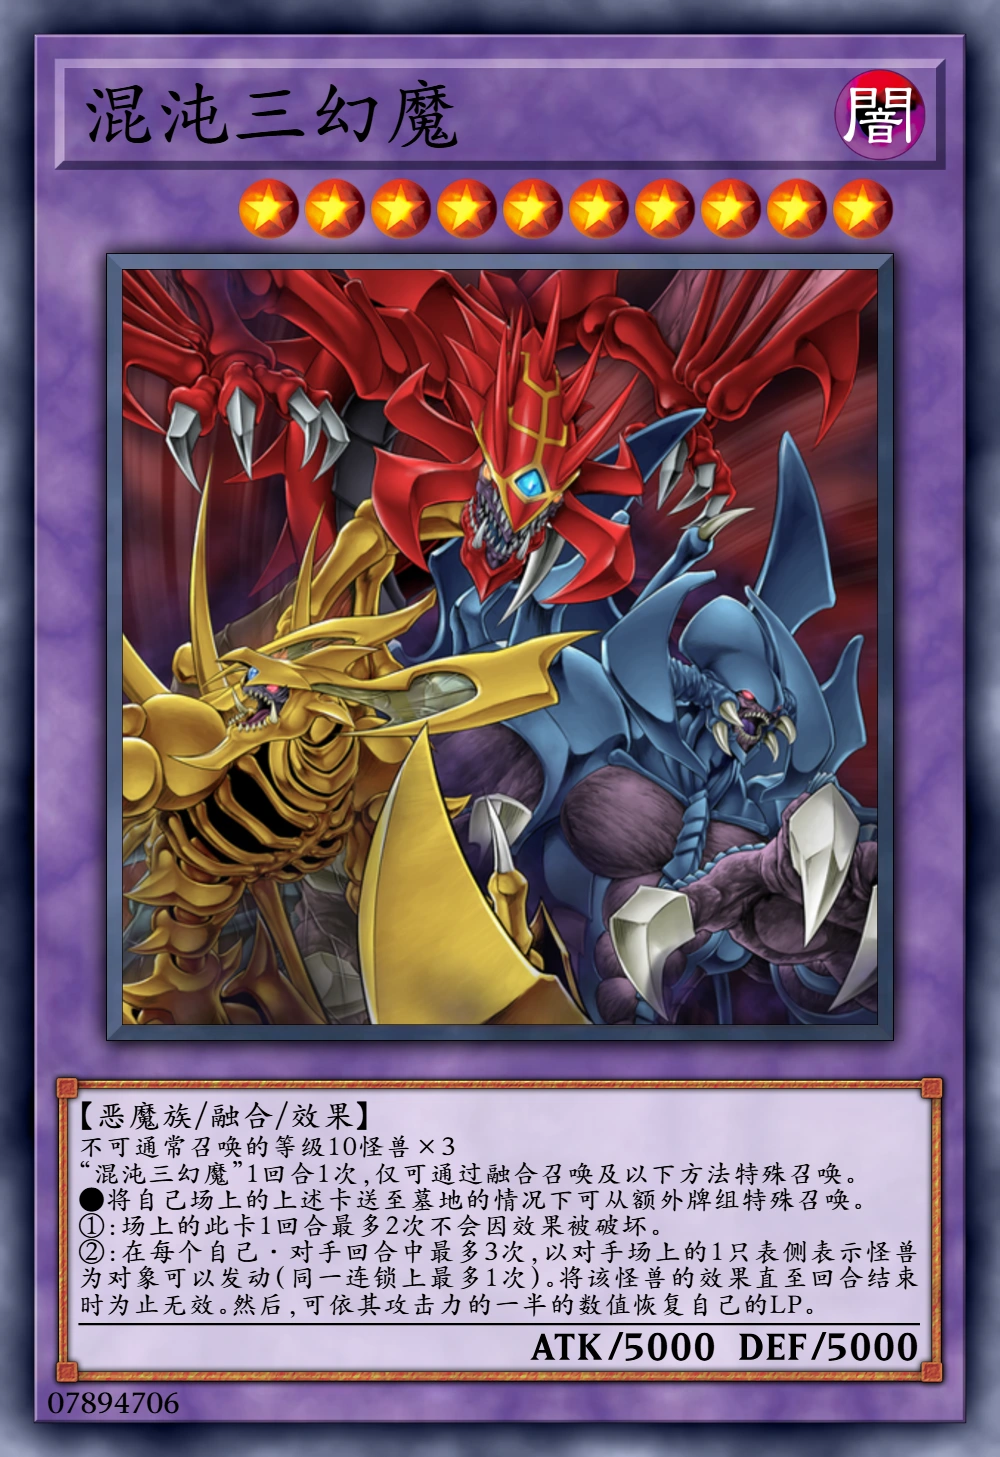 混沌三幻魔
闇
【恶魔族/融合/效果】
不可通常召唤的等级10怪兽×3
“混沌三幻魔”1回合1次,仅可通过融合召唤及以下方法特殊召唤。
●将自己场上的上述卡送至墓地的情况下可从额外牌组特殊召唤。
①:场上的此卡1回合最多2次不会因效果被破坏。
②:在每个自己·对手回合中最多3次,以对手场上的1只表侧表示怪兽
为对象可以发动(同一连锁上最多1次)。将该怪兽的效果直至回合结束
时为止无效。然后,可依其攻击力的一半的数值恢复自己的LP。
ATK/5000 DEF/5000
07894706